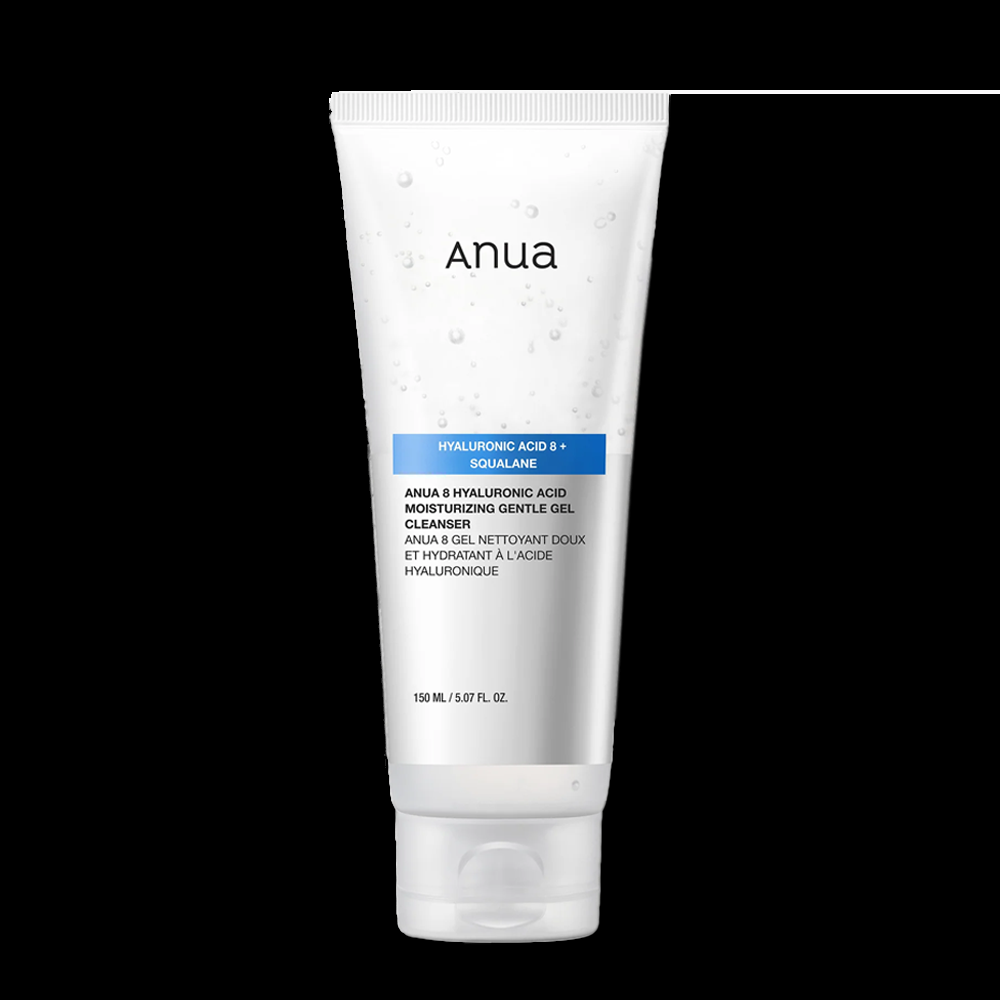 Anua
HYALURONIC ACID 8 +
SQUALANE
ANUA 8 HYALURONIC ACID
MOISTURIZING GENTLE GEL
CLEANSER
ANUA 8 GEL NETTOYANT DOUX
ET HYDRATANT À L'ACIDE
HYALURONIQUE
150 ML / 5.07 FL. OZ.